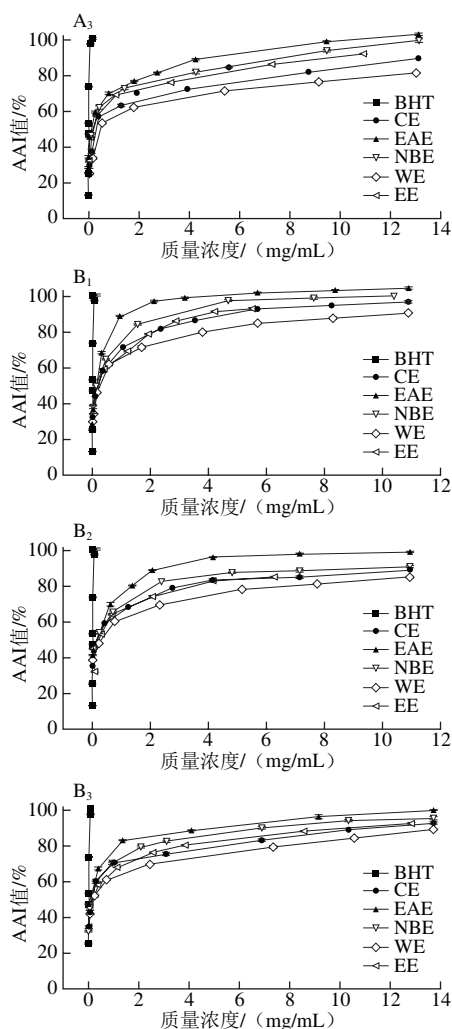 A3
100
80
60
40
20
0
AAI值/%
BHT
CE
EAE
NBE
WE
EE
0 2 4 6 8 10 12 14
质量浓度/（mg/mL）
B1
120
100
80
60
40
20
0
AAI值/%
BHT
CE
EAE
NBE
WE
EE
0 2 4 6 8 10 12
质量浓度/（mg/mL）
B2
120
100
80
60
40
20
0
AAI值/%
BHT
CE
EAE
NBE
WE
EE
0 2 4 6 8 10 12
质量浓度/（mg/mL）
B3
100
80
60
40
20
0
AAI值/%
BHT
CE
EAE
NBE
WE
EE
0 2 4 6 8 10 12 14
质量浓度/（mg/mL）